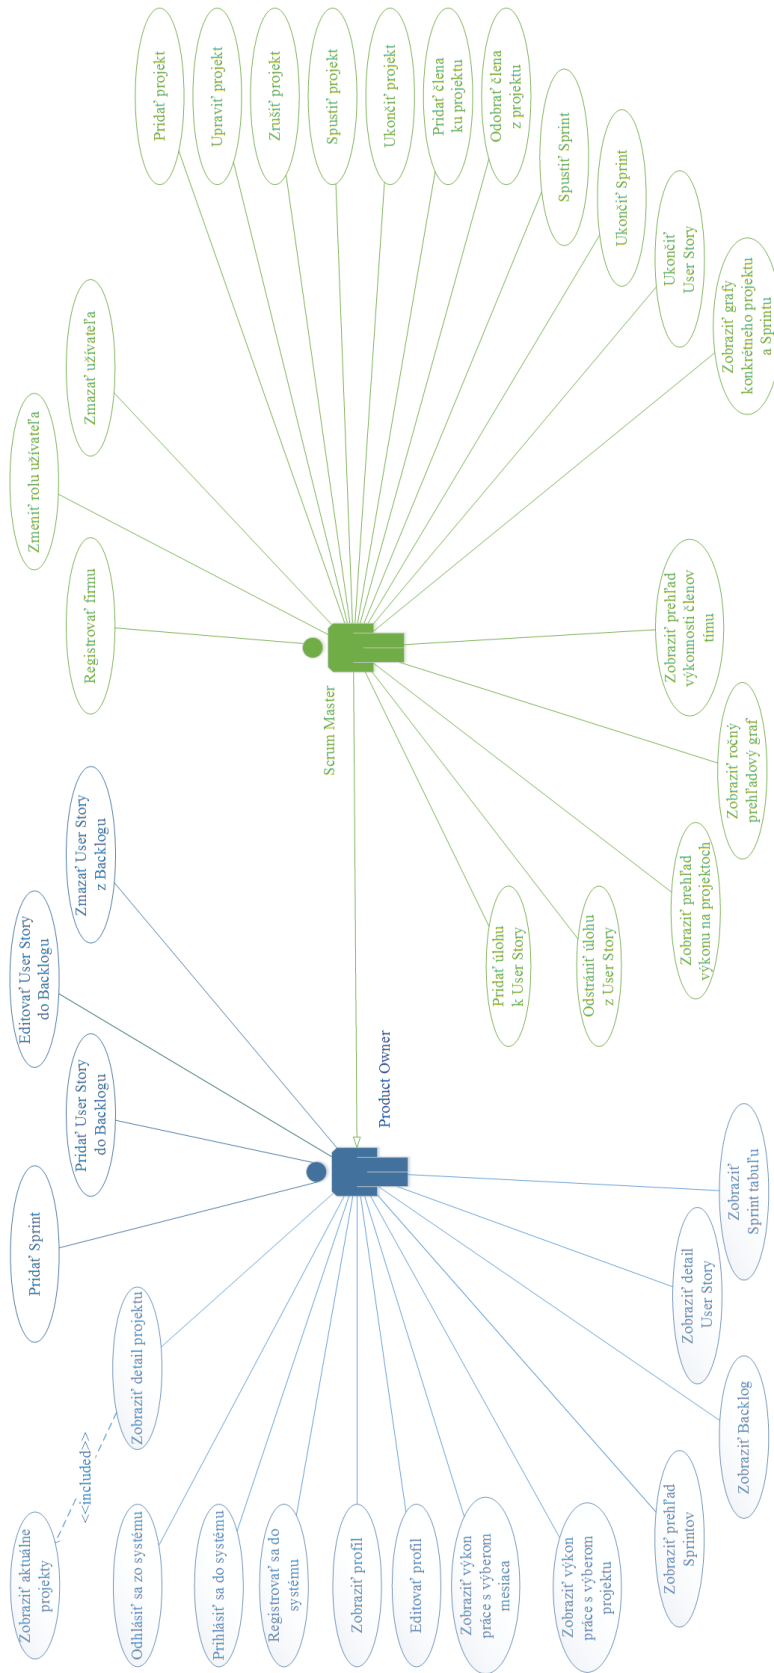 Zobraziť aktuálne
projekty
<<included>>
Zobraziť detail projektu
Odhlásiť sa zo systému
Prihlásiť sa do systému
Registrovať sa do
systému
Zobraziť profil
Editovať profil
Zobraziť výkon
práce s výberom
mesiaca
Zobraziť výkon
práce s výberom
projektu
Zobraziť prehľad
Sprintov
Zobraziť Backlog
Zobraziť detail
User Story
Zobraziť
Sprint tabuľu
Pridať Sprint
Pridať User Story
do Backlogu
Editovať User Story
do Backlogu
Zmazať User Story
z Backlogu
Product Owner
Scrum Master
Registrovať firmu
Zmeniť rolu uživateľa
Zmazať uživateľa
Pridať projekt
Upraviť projekt
Zrušiť projekt
Spustiť projekt
Ukončiť projekt
Pridať člena
ku projektu
Odobrať člena
z projektu
Spustiť Sprint
Ukončiť Sprint
Ukončiť
User Story
Zobraziť grafy
konkrétneho projektu
a Sprintu
Pridať úlohu
k User Story
Odstrániť úlohu
z User Story
Zobraziť prehľad
výkonu na projektoch
Zobraziť ročný
prehľadový graf
Zobraziť prehľad
výkonnosti členov
tímu